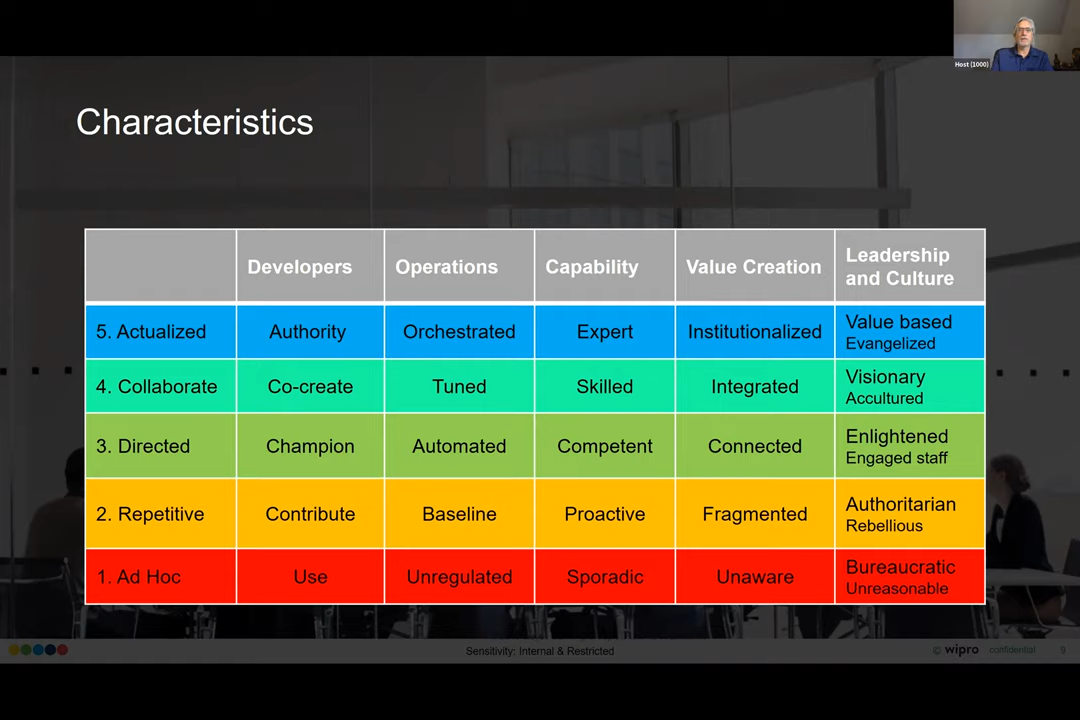 Host (1000)
Characteristics
Developers
Operations
Capability
Value Creation
Leadership
and Culture
5. Actualized
Authority
Orchestrated
Expert
Institutionalized
Value based
Evangelized
4. Collaborate
Co-create
Tuned
Skilled
Integrated
Visionary
Accultured
3. Directed
Champion
Automated
Competent
Connected
Enlightened
Engaged staff
2. Repetitive
Contribute
Baseline
Proactive
Fragmented
Authoritarian
Rebellious
1. Ad Hoc
Use
Unregulated
Sporadic
Unaware
Bureaucratic
Unreasonable
Sensitivity: Internal & Restricted
© wipro confidential 9